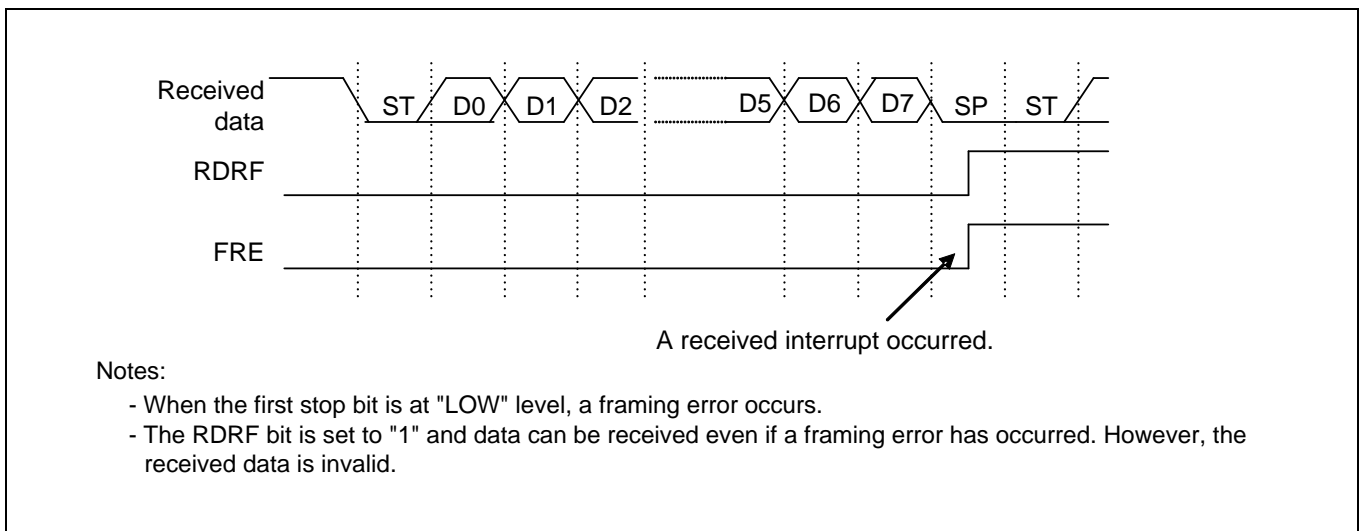 Received
data
ST D0 D1 D2 D5 D6 D7 SP ST
RDRF
FRE
A received interrupt occurred.
Notes:
- When the first stop bit is at "LOW" level, a framing error occurs.
- The RDRF bit is set to "1" and data can be received even if a framing error has occurred. However, the
received data is invalid.